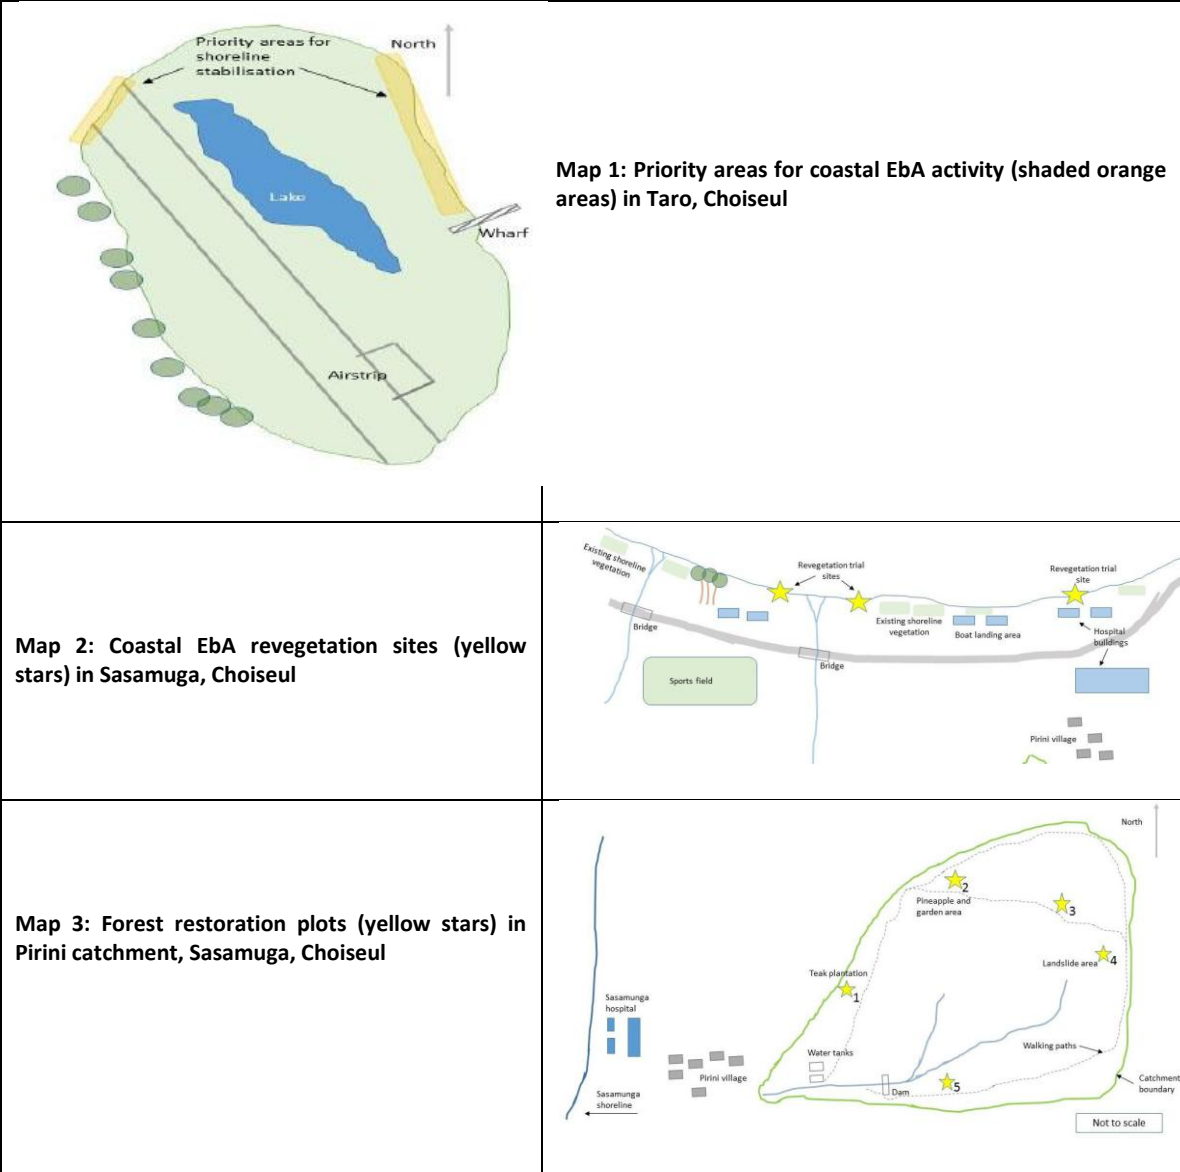 Priority areas for
shoreline
stabilisation
North
Lake
Wharf
Airstrip
Map 1: Priority areas for coastal EbA activity (shaded orange
areas) in Taro, Choiseul
Map 2: Coastal EbA revegetation sites (yellow
stars) in Sasamuga, Choiseul
Existing shoreline
vegetation
Revegetation trial
sites
Revegetation trial
site
Bridge
Existing shoreline
vegetation
Boat landing area
Hospital
buildings
Bridge
Sports field
Pirini village
Map 3: Forest restoration plots (yellow stars) in
Pirini catchment, Sasamuga, Choiseul
North
2
Pineapple and
garden area
3
Landslide area
4
Teak plantation
1
Sasamunga
hospital
Water tanks
Walking paths
Pirini village
5
Dam
Catchment
boundary
Sasamunga
shoreline
Not to scale